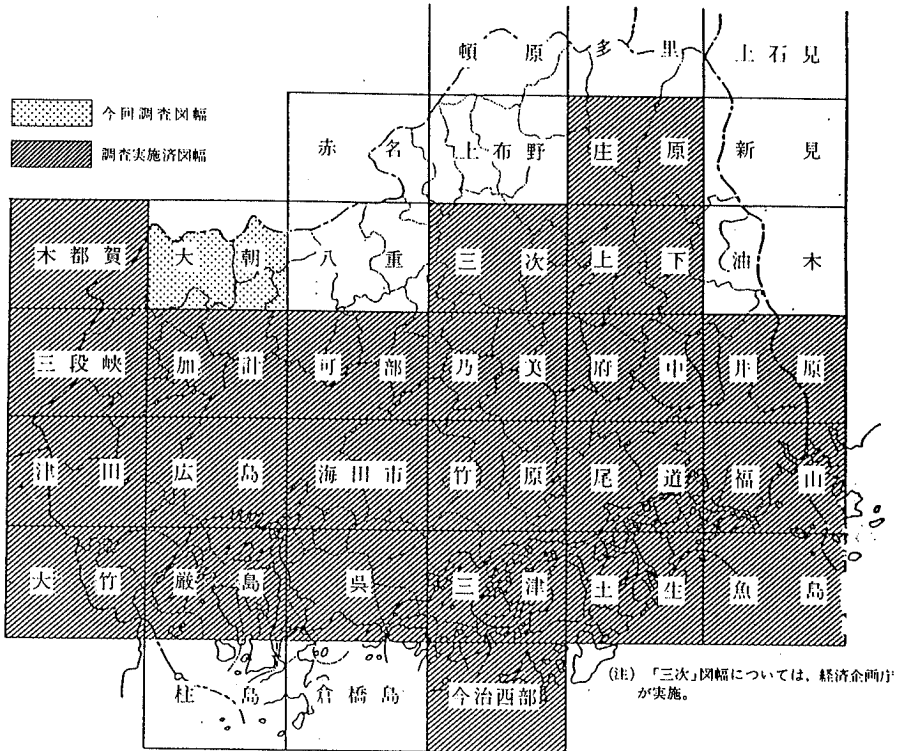 頓原 多里 上石見
今回調査図幅
調査実施済図幅
赤名 上布野 庄原 新見
木都賀 大朝 八重 三次 上下 油木
三段峡 加計 可部 乃美 府中 井原
津田 広島 海田市 竹原 尾道 福山
大竹 厳島 呉 三津 土生 魚島
柱島 倉橋島 今治西部
(注) 「三次」図幅については、経済企画庁
が実施。